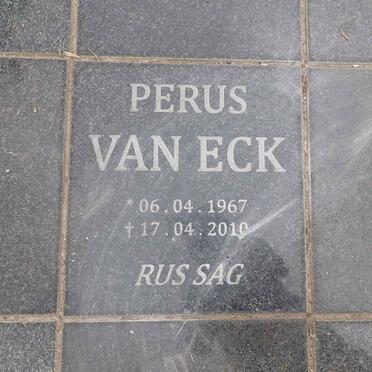 PERUS
VAN ECK
* 06.04.1967
† 17.04.2010
RUS SAG